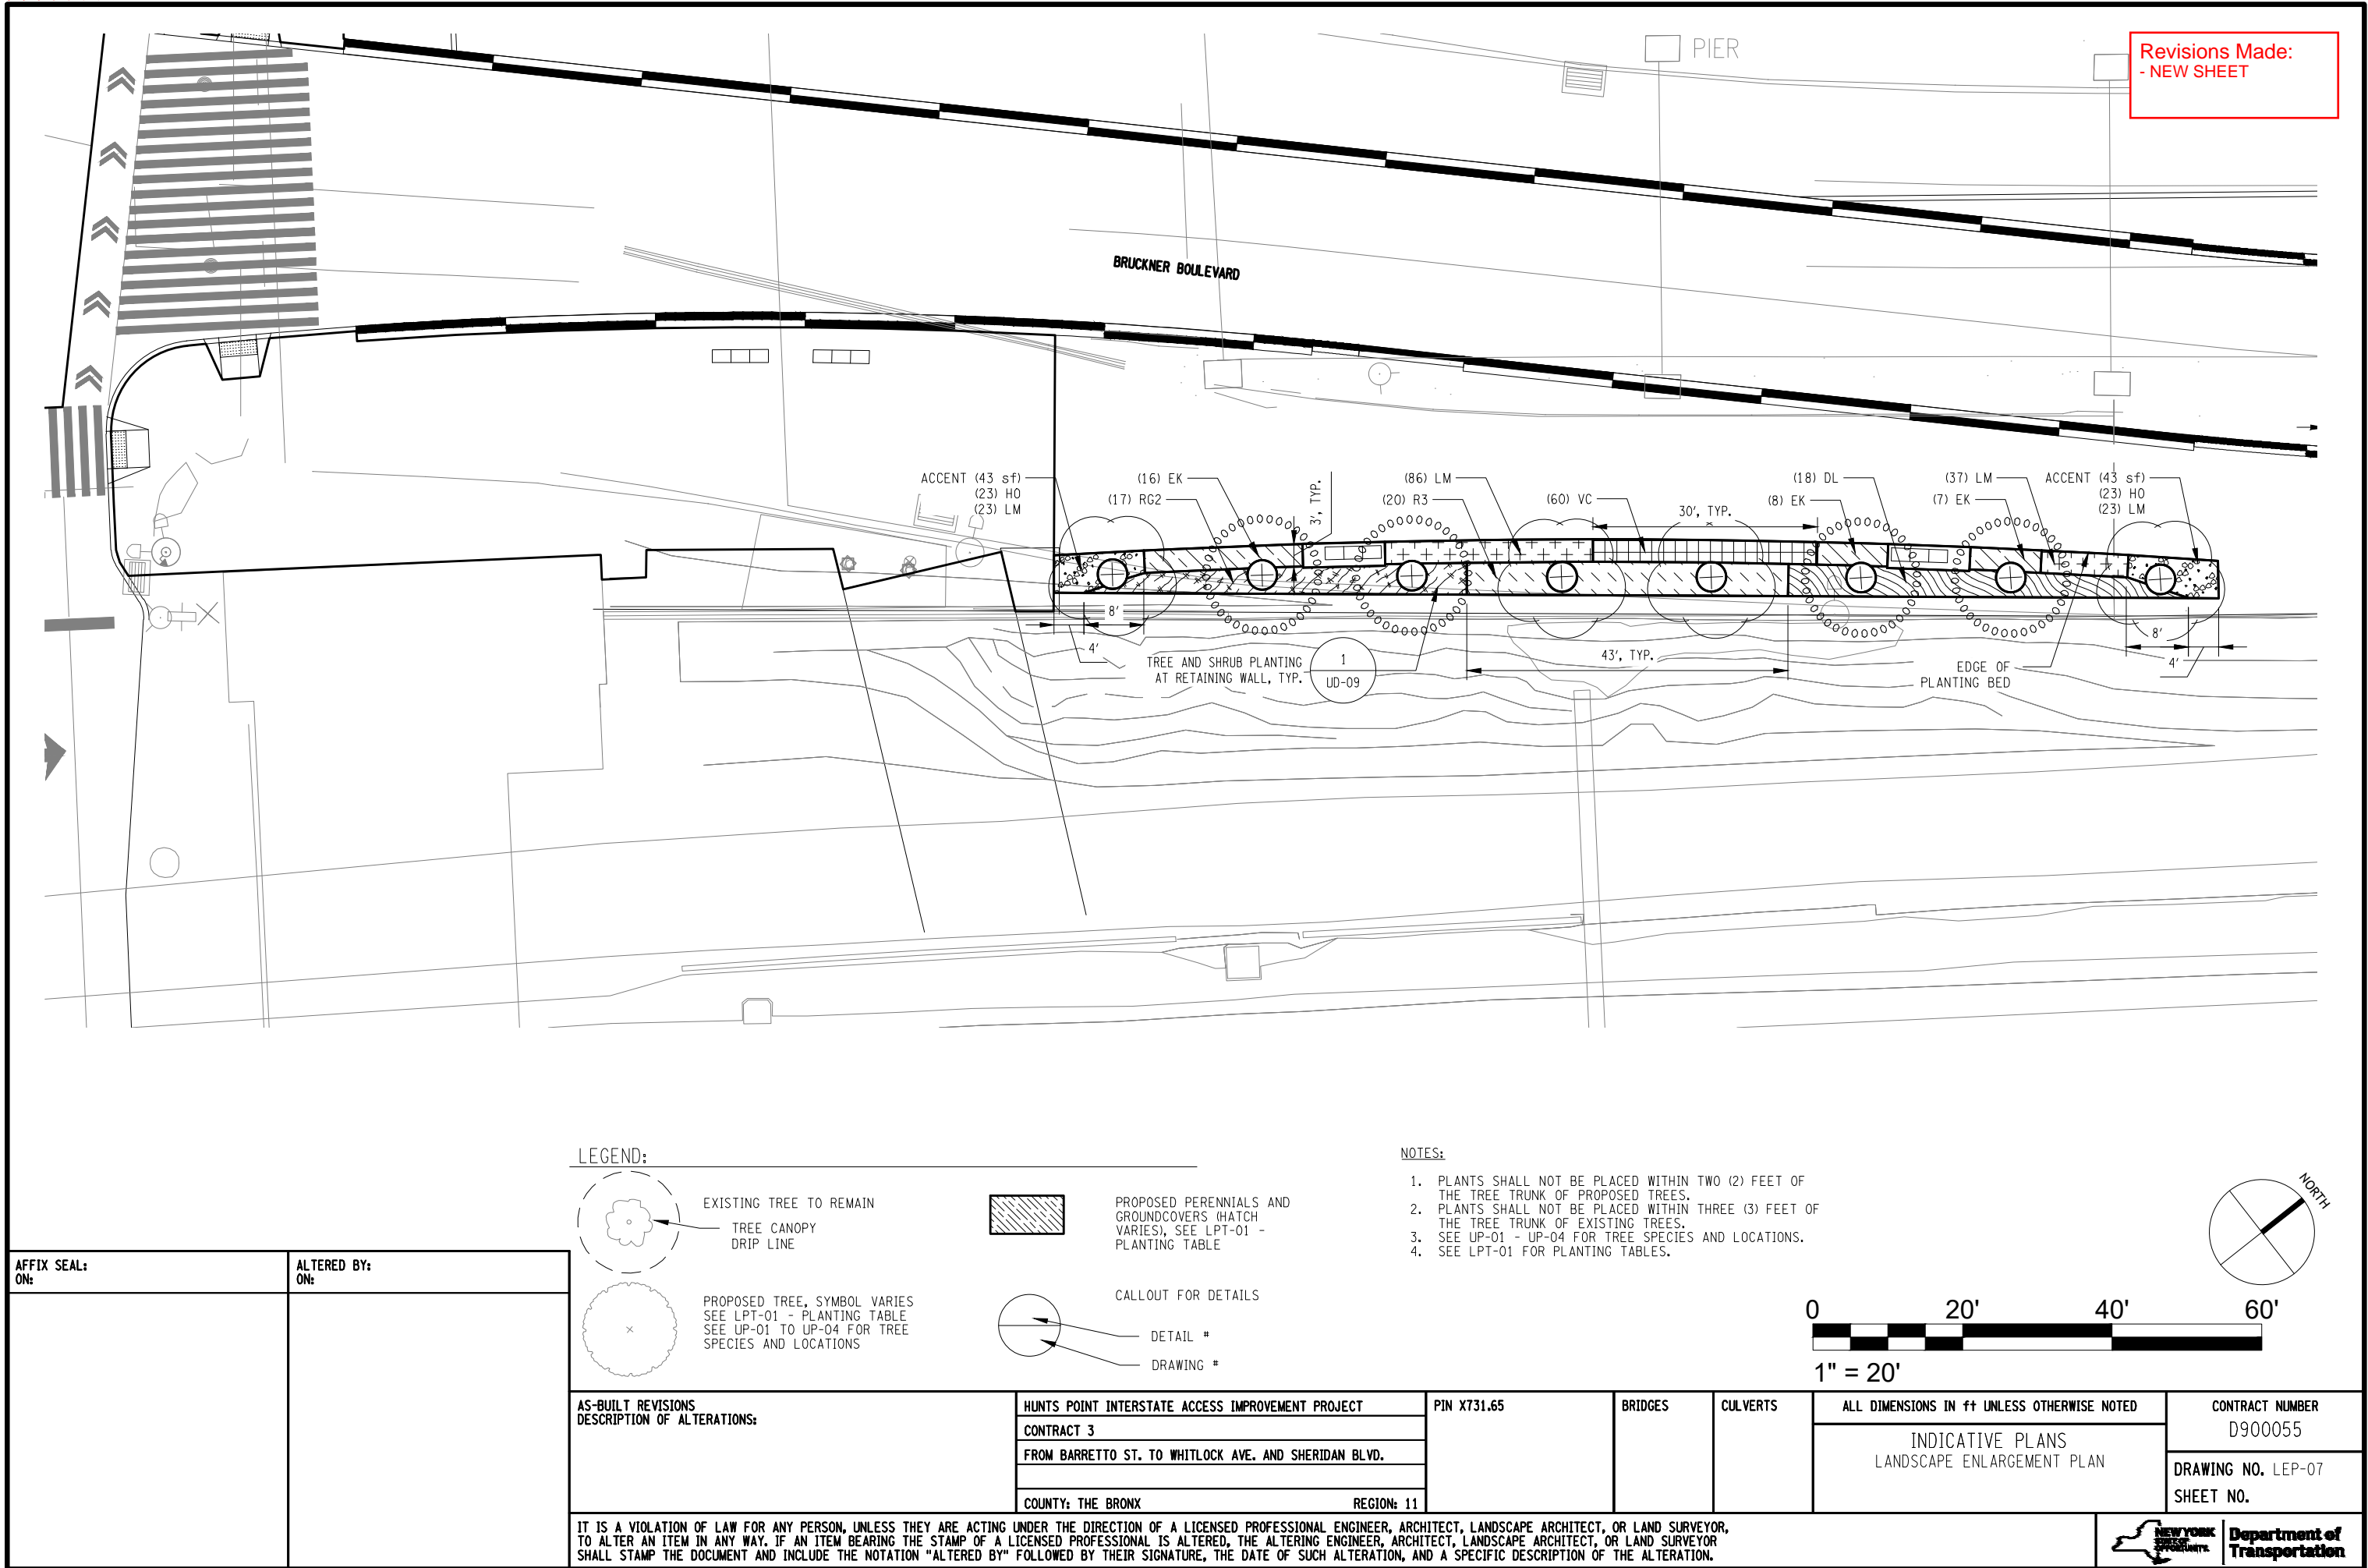 Revisions Made:
- NEW SHEET
PIER
BRUCKNER BOULEVARD
ACCENT (43 sf)
(23) HO
(23) LM
(16) EK
(17) RG2
3', TYP.
(86) LM
(20) R3
(60) VC
30', TYP.
(18) DL
(8) EK
(37) LM
(7) EK
ACCENT (43 sf)
(23) HO
(23) LM
8'
4'
TREE AND SHRUB PLANTING
AT RETAINING WALL, TYP.
1
UD-09
43', TYP.
EDGE OF
PLANTING BED
8'
4'
LEGEND:
EXISTING TREE TO REMAIN
TREE CANOPY
DRIP LINE
PROPOSED TREE, SYMBOL VARIES
SEE LPT-01 - PLANTING TABLE
SEE UP-01 TO UP-04 FOR TREE
SPECIES AND LOCATIONS
PROPOSED PERENNIALS AND
GROUNDCOVERS (HATCH
VARIES), SEE LPT-01 -
PLANTING TABLE
CALLOUT FOR DETAILS
DETAIL #
DRAWING #
NOTES:
1. PLANTS SHALL NOT BE PLACED WITHIN TWO (2) FEET OF
THE TREE TRUNK OF PROPOSED TREES.
2. PLANTS SHALL NOT BE PLACED WITHIN THREE (3) FEET OF
THE TREE TRUNK OF EXISTING TREES.
3. SEE UP-01 - UP-04 FOR TREE SPECIES AND LOCATIONS.
4. SEE LPT-01 FOR PLANTING TABLES.
NORTH
0 20' 40' 60'
1" = 20'
AFFIX SEAL:
ON:
ALTERED BY:
ON:
AS-BUILT REVISIONS
DESCRIPTION OF ALTERATIONS:
HUNTS POINT INTERSTATE ACCESS IMPROVEMENT PROJECT
CONTRACT 3
FROM BARRETTO ST. TO WHITLOCK AVE. AND SHERIDAN BLVD.
COUNTY: THE BRONX REGION: 11
PIN X731.65
BRIDGES
CULVERTS
ALL DIMENSIONS IN ft UNLESS OTHERWISE NOTED
INDICATIVE PLANS
LANDSCAPE ENLARGEMENT PLAN
CONTRACT NUMBER
D900055
DRAWING NO. LEP-07
SHEET NO.
IT IS A VIOLATION OF LAW FOR ANY PERSON, UNLESS THEY ARE ACTING UNDER THE DIRECTION OF A LICENSED PROFESSIONAL ENGINEER, ARCHITECT, LANDSCAPE ARCHITECT, OR LAND SURVEYOR,
TO ALTER AN ITEM IN ANY WAY. IF AN ITEM BEARING THE STAMP OF A LICENSED PROFESSIONAL IS ALTERED, THE ALTERING ENGINEER, ARCHITECT, LANDSCAPE ARCHITECT, OR LAND SURVEYOR
SHALL STAMP THE DOCUMENT AND INCLUDE THE NOTATION "ALTERED BY" FOLLOWED BY THEIR SIGNATURE, THE DATE OF SUCH ALTERATION, AND A SPECIFIC DESCRIPTION OF THE ALTERATION.
NEW YORK
STATE OF
OPPORTUNITY.
Department of
Transportation